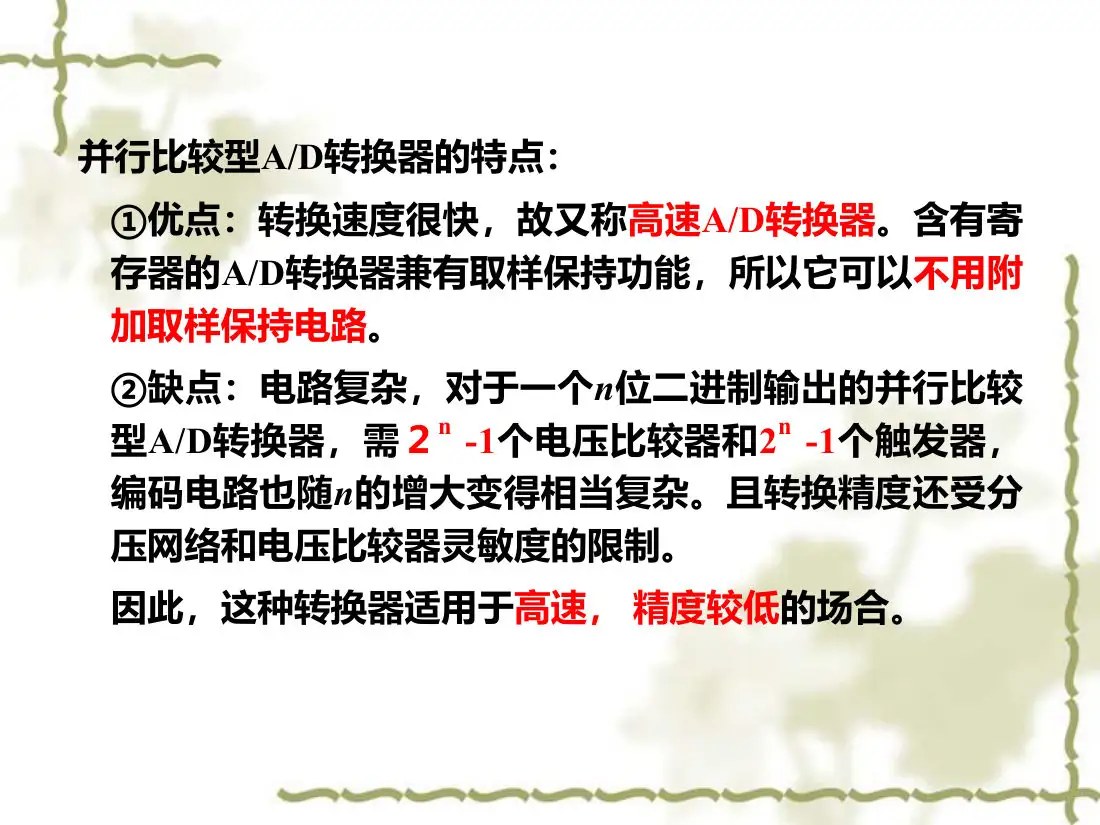 并行比较型A/D转换器的特点：
①优点：转换速度很快，故又称高速A/D转换器。含有寄
存器的A/D转换器兼有取样保持功能，所以它可以不用附
加取样保持电路。
②缺点：电路复杂，对于一个n位二进制输出的并行比较
型A/D转换器，需2ⁿ -1个电压比较器和2ⁿ -1个触发器，
编码电路也随n的增大变得相当复杂。且转换精度还受分
压网络和电压比较器灵敏度的限制。
因此，这种转换器适用于高速， 精度较低的场合。